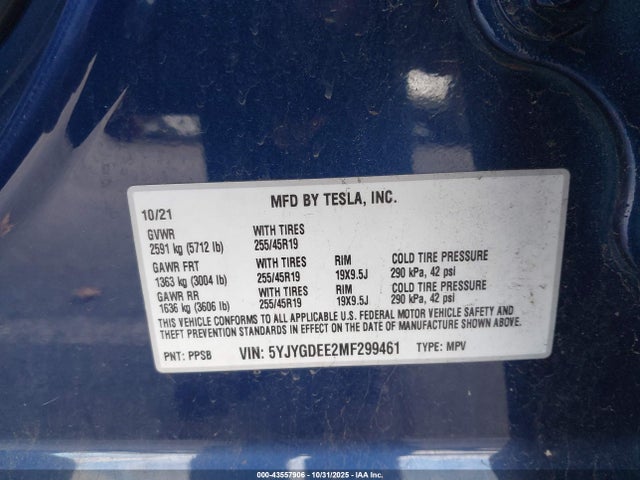 MFD BY TESLA, INC.
10/21
GVWR WITH TIRES
2591 kg (5712 lb) 255/45R19
GAWR FRT WITH TIRES RIM COLD TIRE PRESSURE
1363 kg (3004 lb) 255/45R19 19X9.5J 290 kPa, 42 psi
GAWR RR WITH TIRES RIM COLD TIRE PRESSURE
1636 kg (3606 lb) 255/45R19 19X9.5J 290 kPa, 42 psi
THIS VEHICLE CONFORMS TO ALL APPLICABLE U.S. FEDERAL MOTOR VEHICLE SAFETY AND
THEFT PREVENTION STANDARDS IN EFFECT ON THE DATE OF MANUFACTURE SHOWN ABOVE.
PNT: PPSB VIN: 5YJYGDEE2MF299461 TYPE: MPV
000-43557906 - 10/31/2025 - IAA Inc.